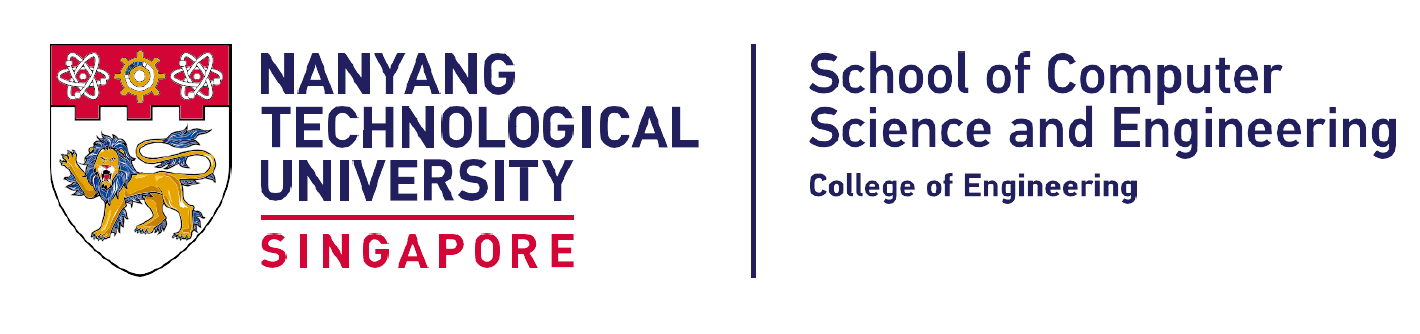 NANYANG
TECHNOLOGICAL
UNIVERSITY
SINGAPORE
School of Computer
Science and Engineering
College of Engineering